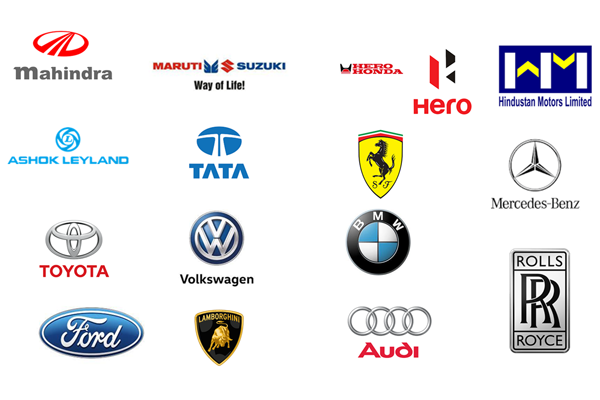 Mahindra
MARUTI SUZUKI
Way of Life!
HERO
HONDA
Hero
HM
Hindustan Motors Limited
L
ASHOK LEYLAND
TATA
S F
Mercedes-Benz
TOYOTA
VW
Volkswagen
BMW
ROLLS
RR
ROYCE
Ford
LAMBORGHINI
Audi